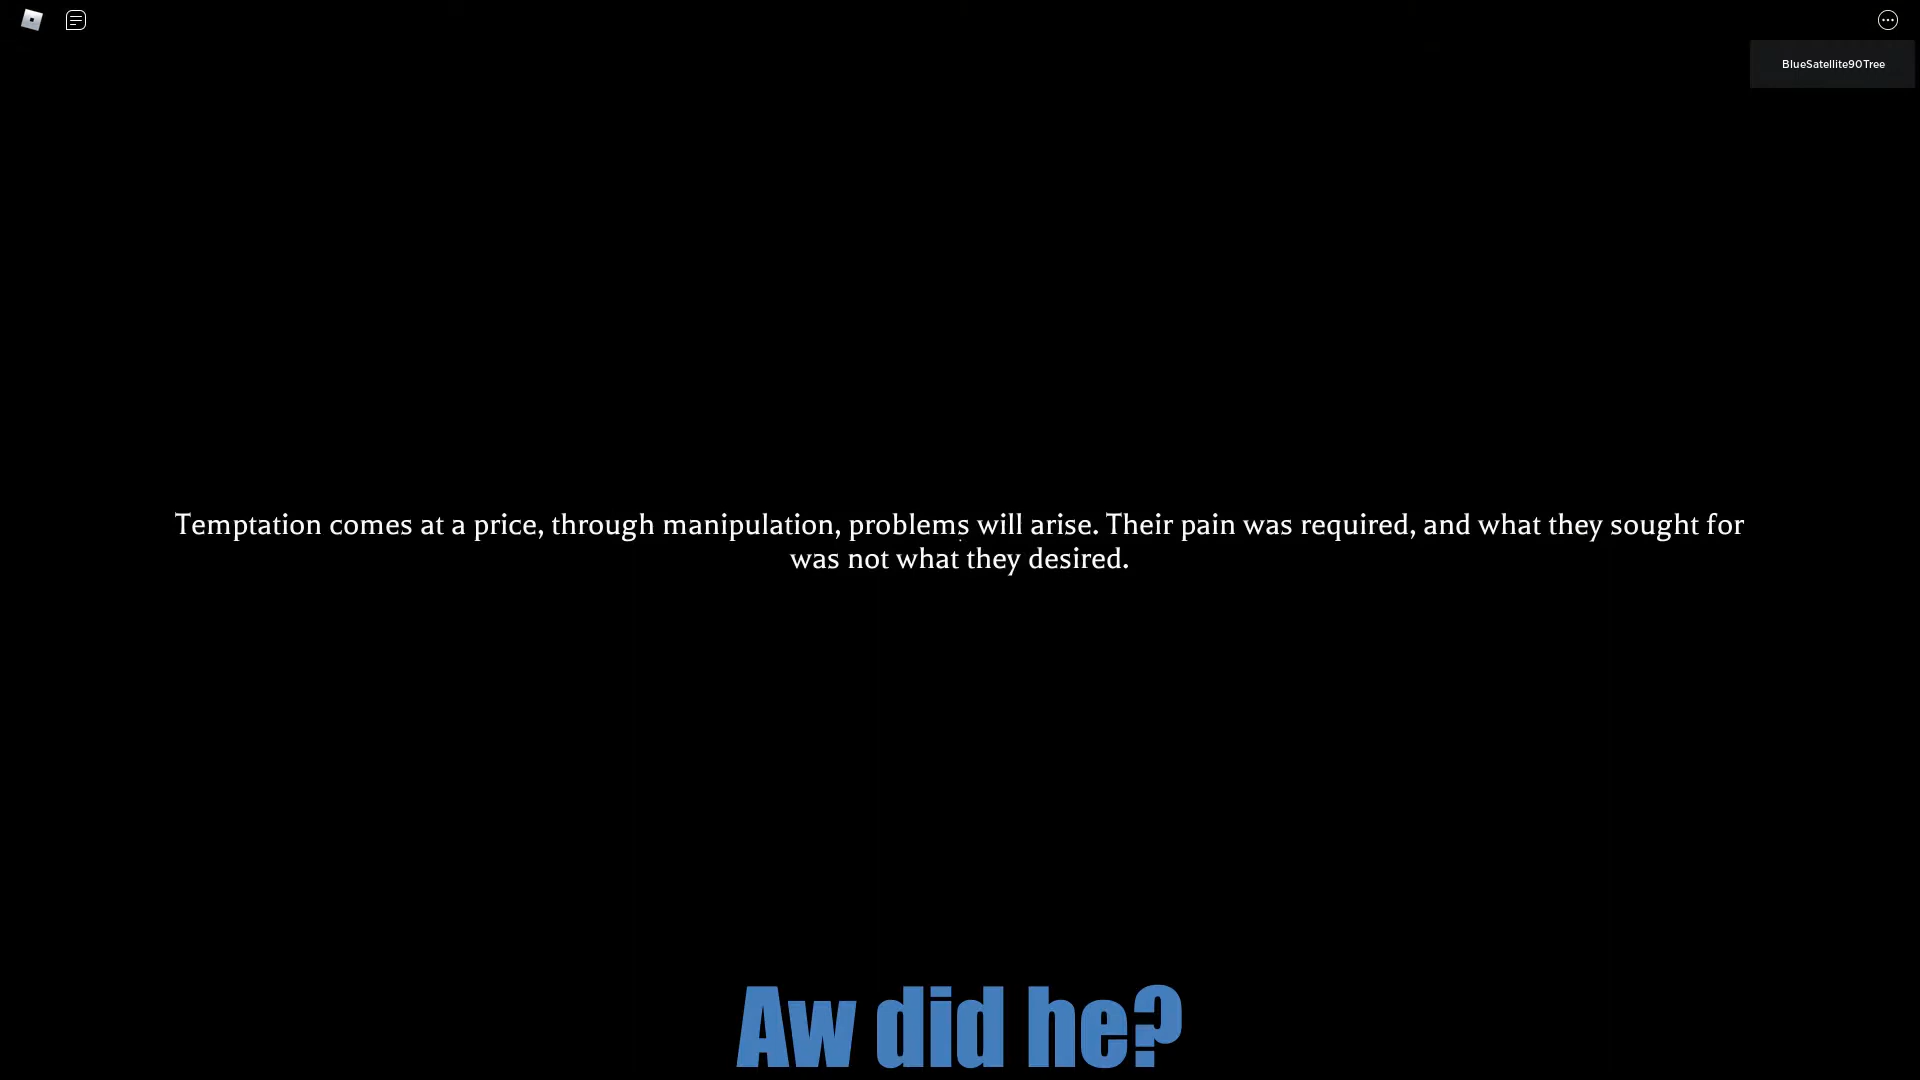 BlueSatellite90Tree
Temptation comes at a price, through manipulation, problems will arise. Their pain was required, and what they sought for
was not what they desired.
Aw did he?